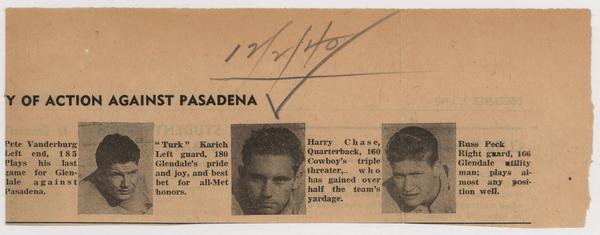 12/2/40
Y OF ACTION AGAINST PASADENA
Pete Vanderburg
Left end, 185
Plays his last
game for Glen-
dale against
Pasadena.
"Turk" Karich
Left guard, 180
Glendale's pride
and joy, and best
bet for all-Met
honors.
Harry Chase,
Quarterback, 160
Cowboy's triple
threater,.. who
has gained over
half the team's
yardage.
Russ Peck
Right guard, 166
Glendale utility
man; plays al-
most any posi-
tion well.